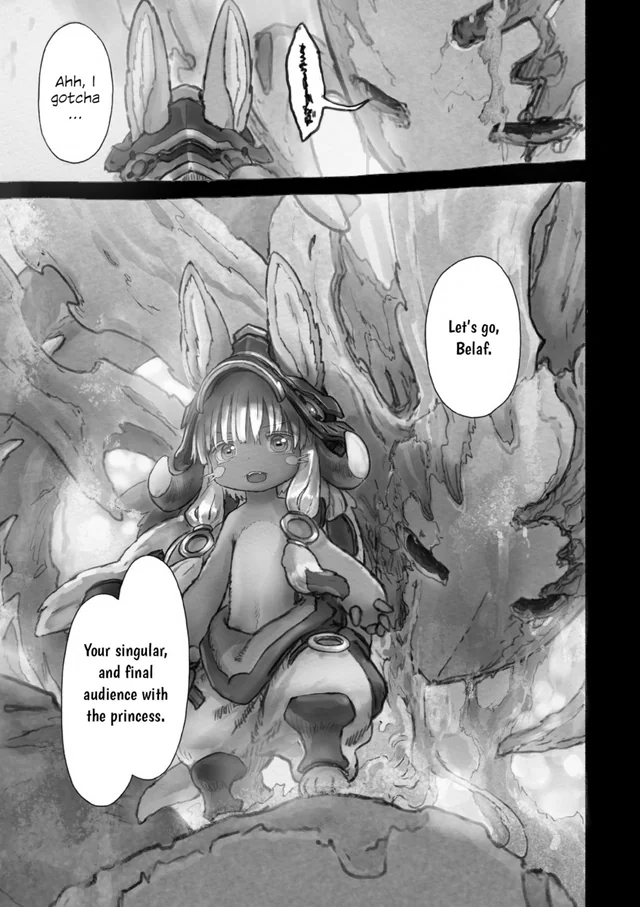 Ahh, I
gotcha
...
Let's go,
Belaf.
Your singular,
and final
audience with
the princess.